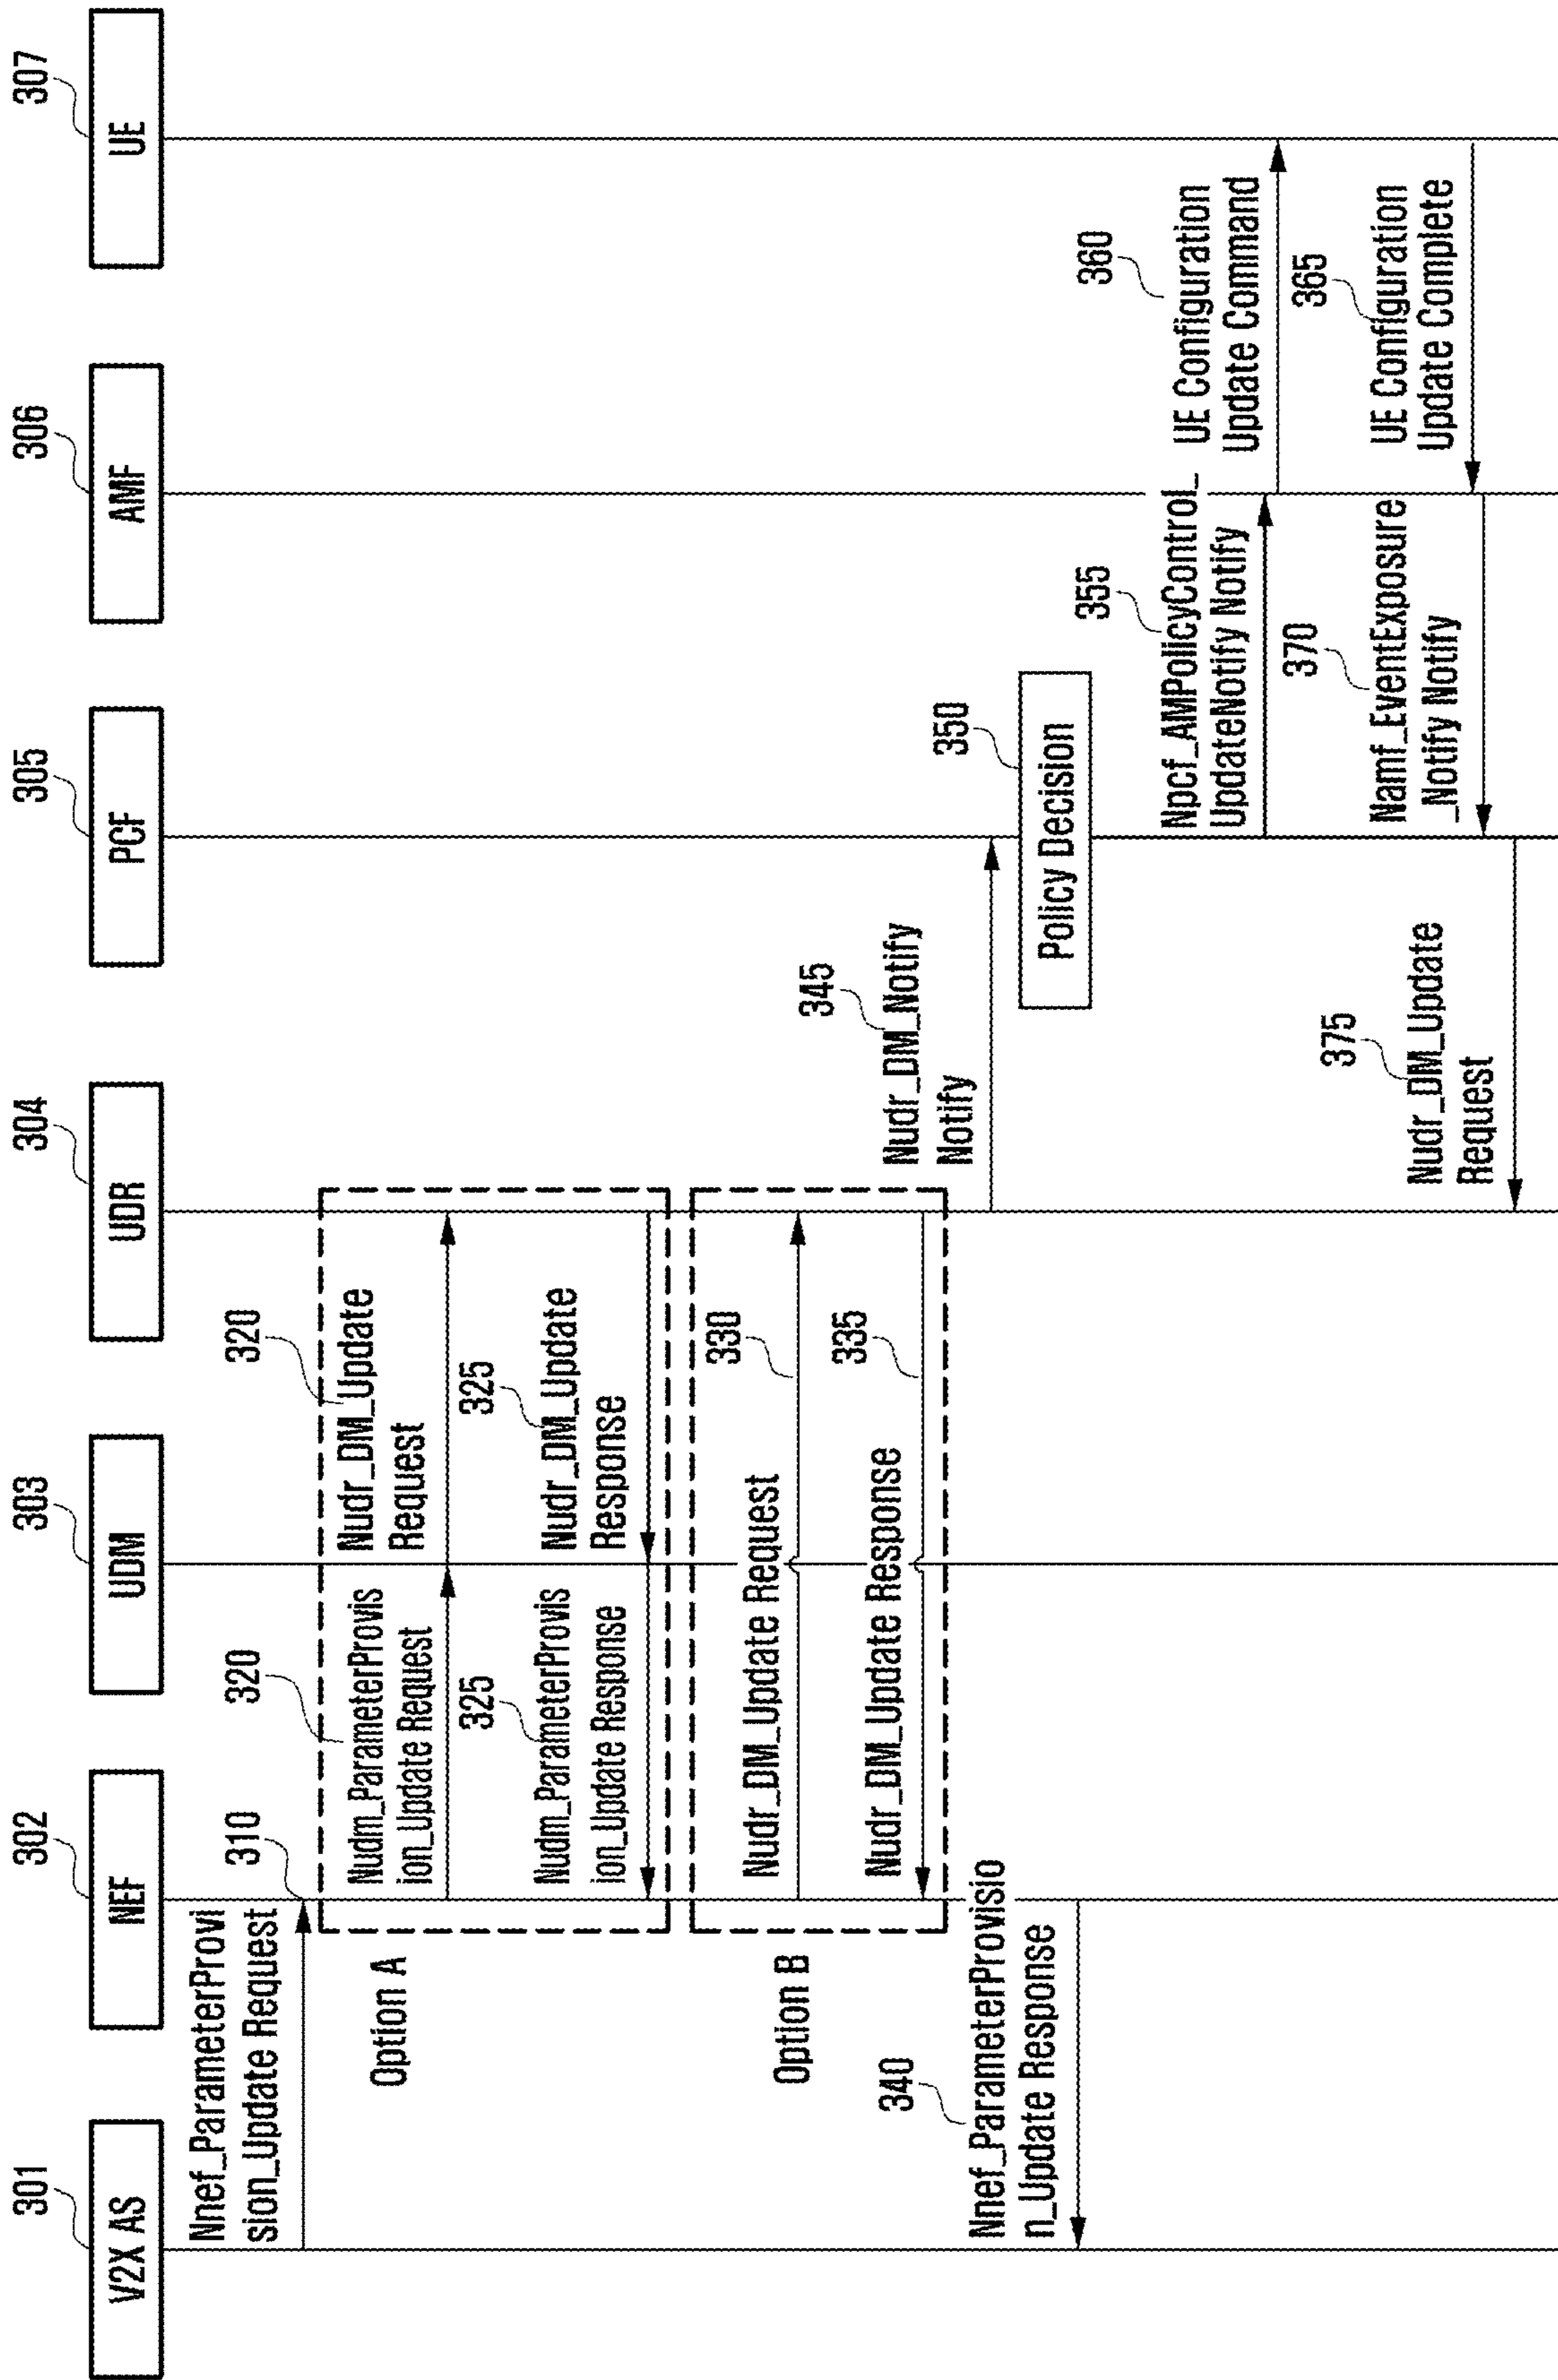 301
302
303
304
305
306
307
V2X AS
NEF
UDM
UDR
PCF
AMF
UE
Nnef_ParameterProvi
sion_Update Request
310
Option A
320
Nudm_ParameterProvis
ion_Update Request
320
Nudr_DM_Update
Request
325
Nudm_ParameterProvis
ion_Update Response
325
Nudr_DM_Update
Response
Option B
Nudr_DM_Update Request
330
Nudr_DM_Update Response
335
340
Nnef_ParameterProvisio
n_Update Response
345
Nudr_DM_Notify
Notify
350
Policy Decision
355
Npcf_AMPolicyControl_
UpdateNotify Notify
360
UE Configuration
Update Command
365
UE Configuration
Update Complete
370
Namf_EventExposure
_Notify Notify
375
Nudr_DM_Update
Request